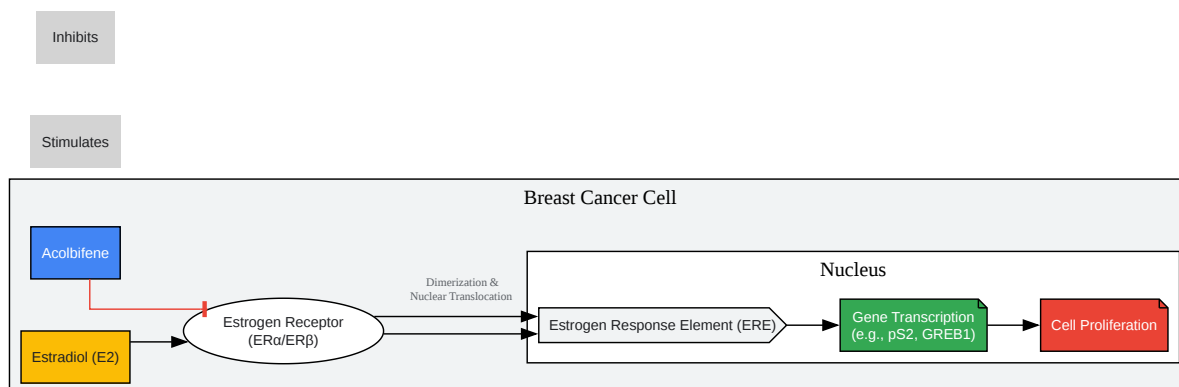 Inhibits
Stimulates
Breast Cancer Cell
Acolbifene
Estradiol (E2)
Estrogen Receptor
(ERα/ERβ)
Dimerization &
Nuclear Translocation
Nucleus
Estrogen Response Element (ERE)
Gene Transcription
(e.g., pS2, GREB1)
Cell Proliferation